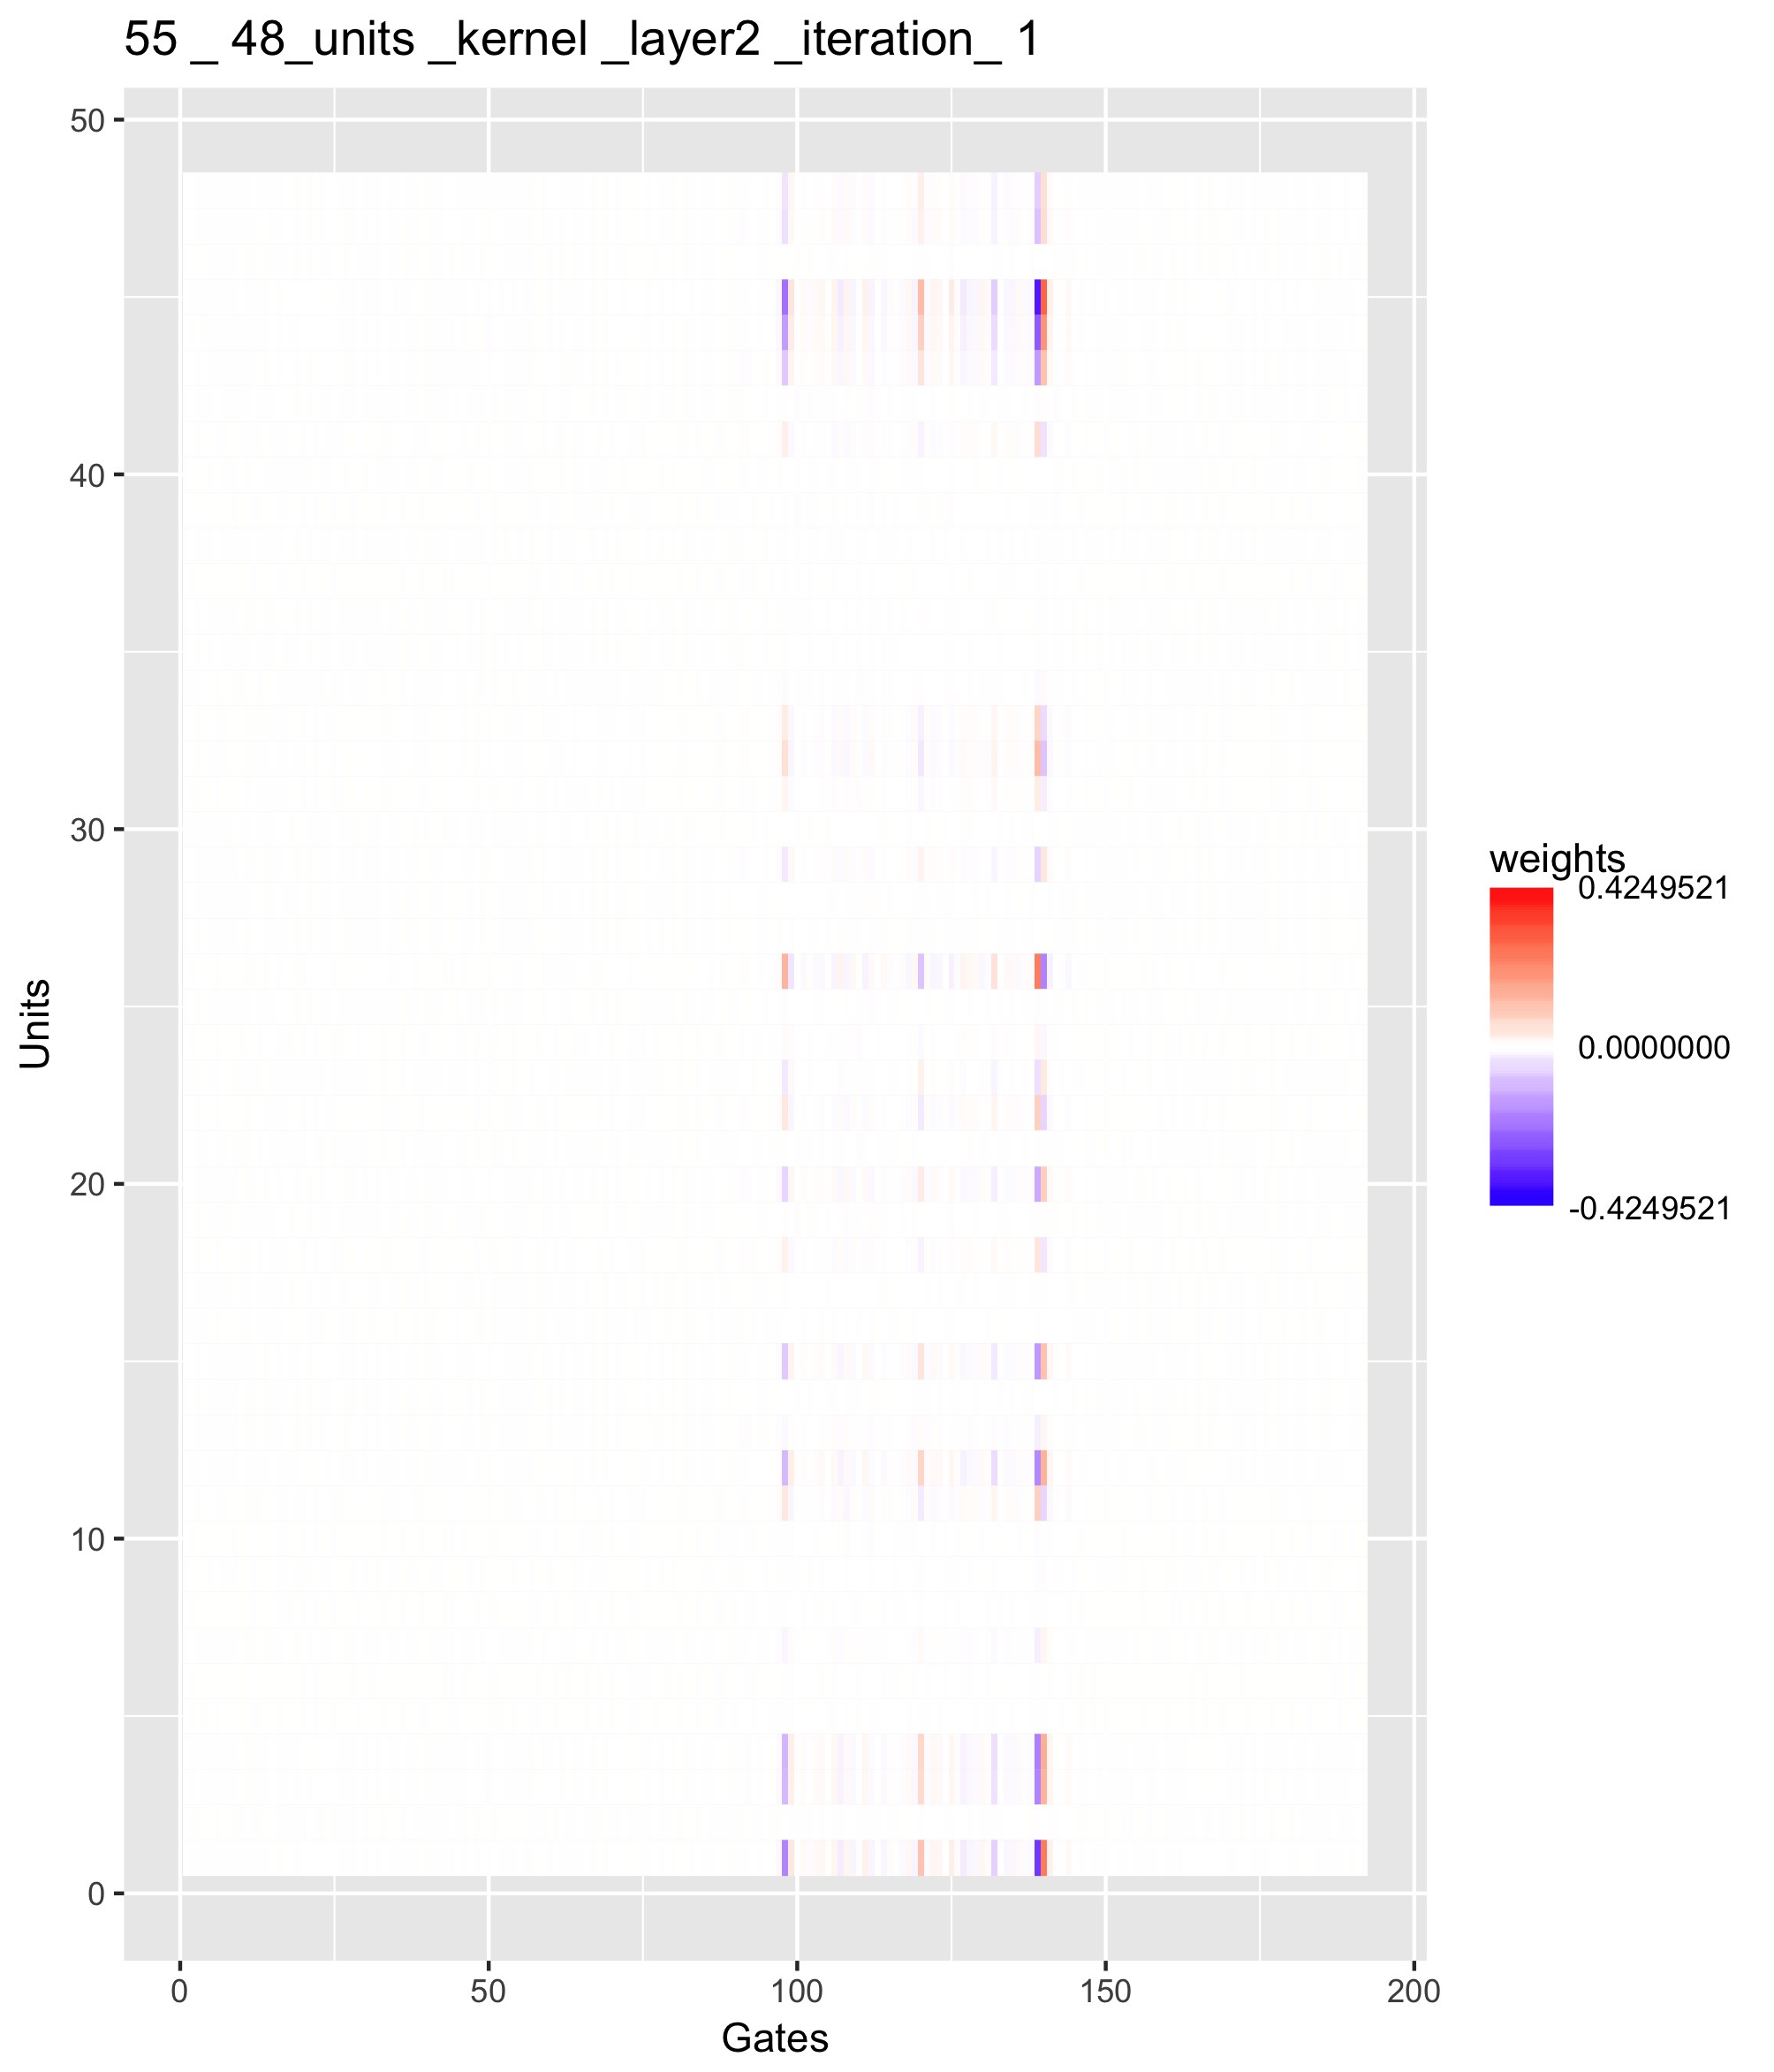 55 _ 48_units _kernel _layer2 _iteration_ 1
50
40
30
20
10
0
Units
0 50 100 150 200
Gates
weights
0.4249521
0.0000000
-0.4249521